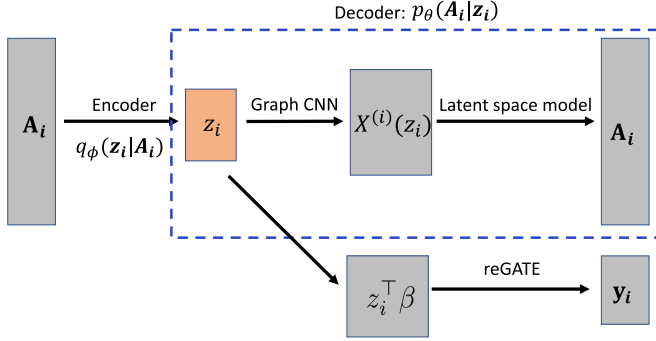 Decoder: p_θ(A_i|z_i)
A_i
Encoder
q_ϕ(z_i|A_i)
z_i
Graph CNN
X^(i)(z_i)
Latent space model
A_i
z_i^⊤ β
reGATE
y_i